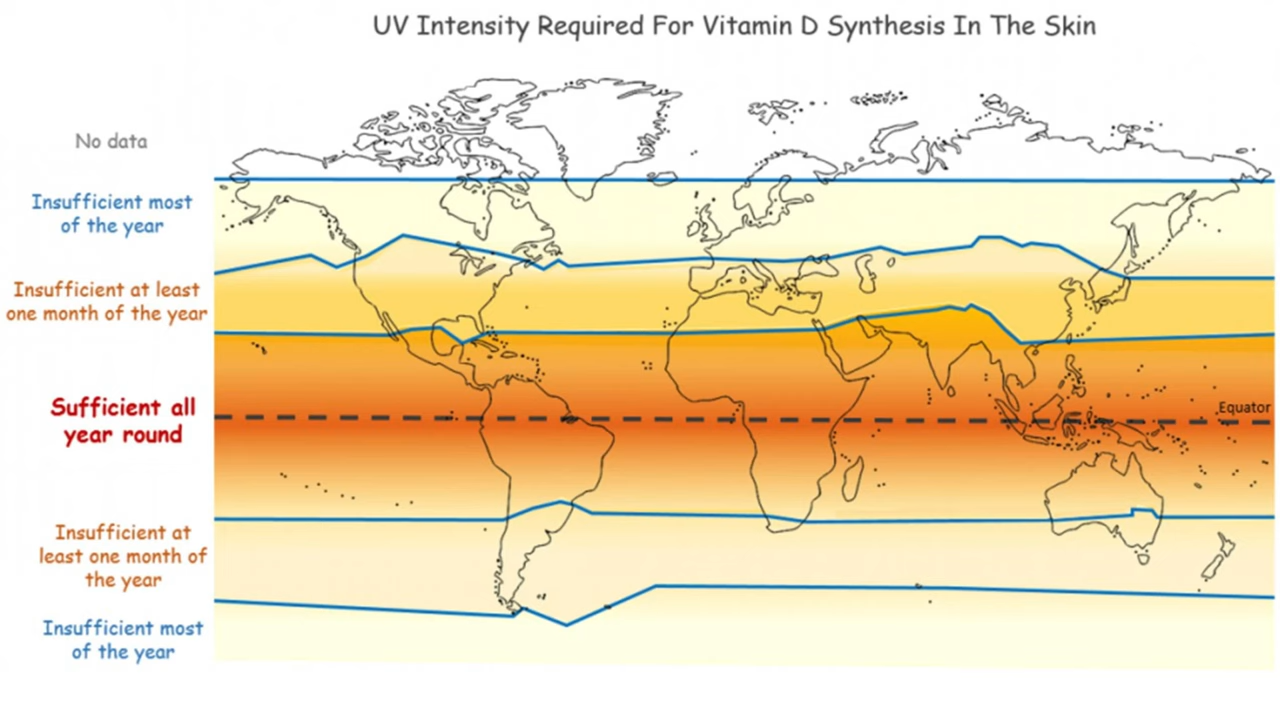 UV Intensity Required For Vitamin D Synthesis In The Skin
No data
Insufficient most
of the year
Insufficient at least
one month of the year
Sufficient all
year round
Equator
Insufficient at
least one month of
the year
Insufficient most
of the year